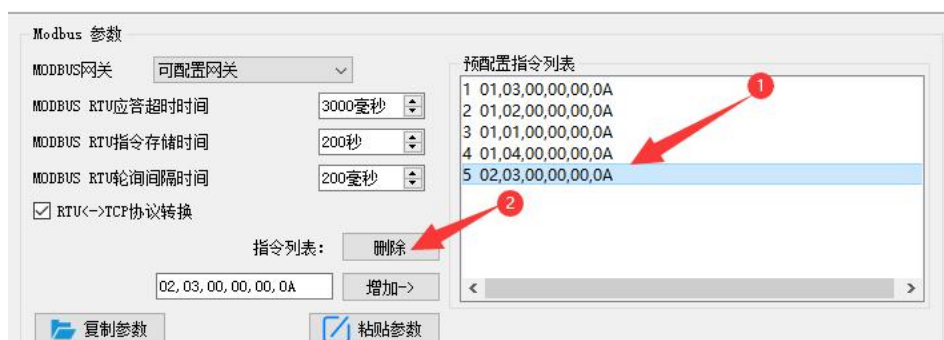 Modbus 参数
MODBUS网关 可配置网关
MODBUS RTU应答超时时间 3000毫秒
MODBUS RTU指令存储时间 200秒
MODBUS RTU轮询间隔时间 200毫秒
RTU<->TCP协议转换
指令列表: 删除
02,03,00,00,00,0A 增加->
复制参数 粘贴参数
预配置指令列表
1 01,03,00,00,00,0A
2 01,02,00,00,00,0A
3 01,01,00,00,00,0A
4 01,04,00,00,00,0A
5 02,03,00,00,00,0A
1
2